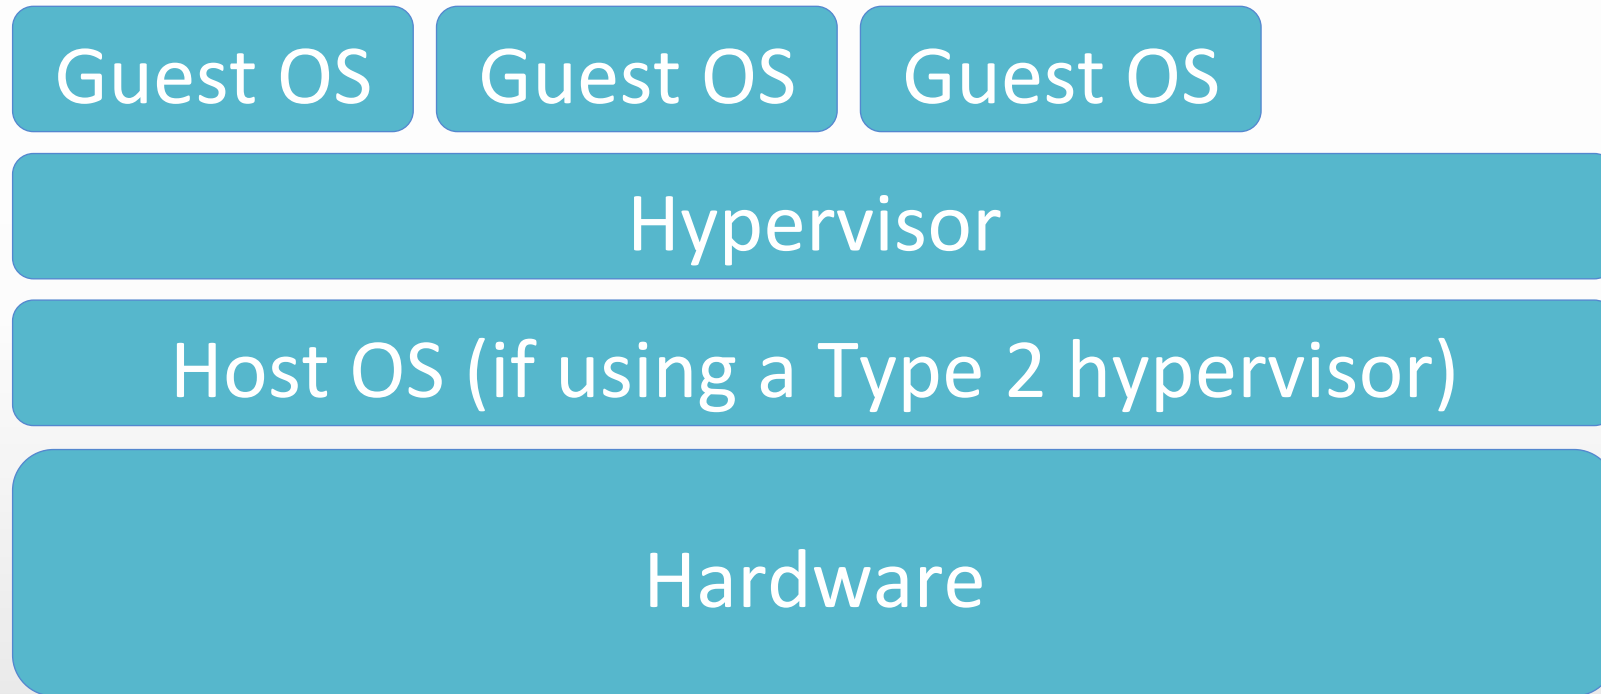 Guest OS Guest OS Guest OS
Hypervisor
Host OS (if using a Type 2 hypervisor)
Hardware